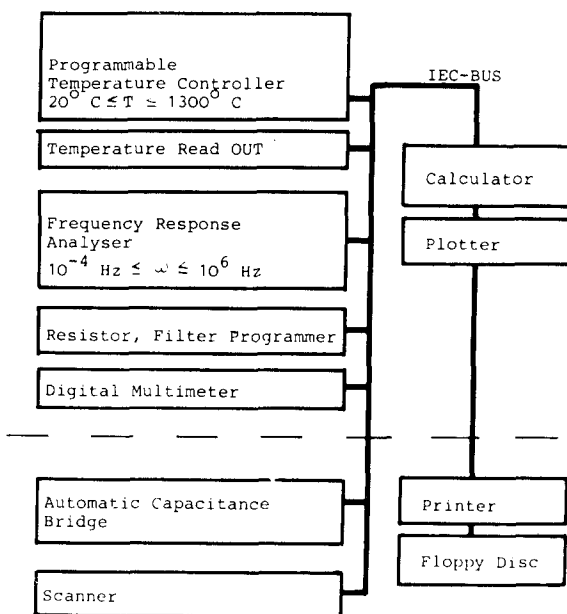 Programmable
Temperature Controller
20° C ≤ T ≃ 1300° C
IEC-BUS
Temperature Read OUT
Calculator
Plotter
Frequency Response
Analyser
10⁻⁴ Hz ≤ ω ≤ 10⁶ Hz
Resistor, Filter Programmer
Digital Multimeter
Automatic Capacitance
Bridge
Printer
Floppy Disc
Scanner